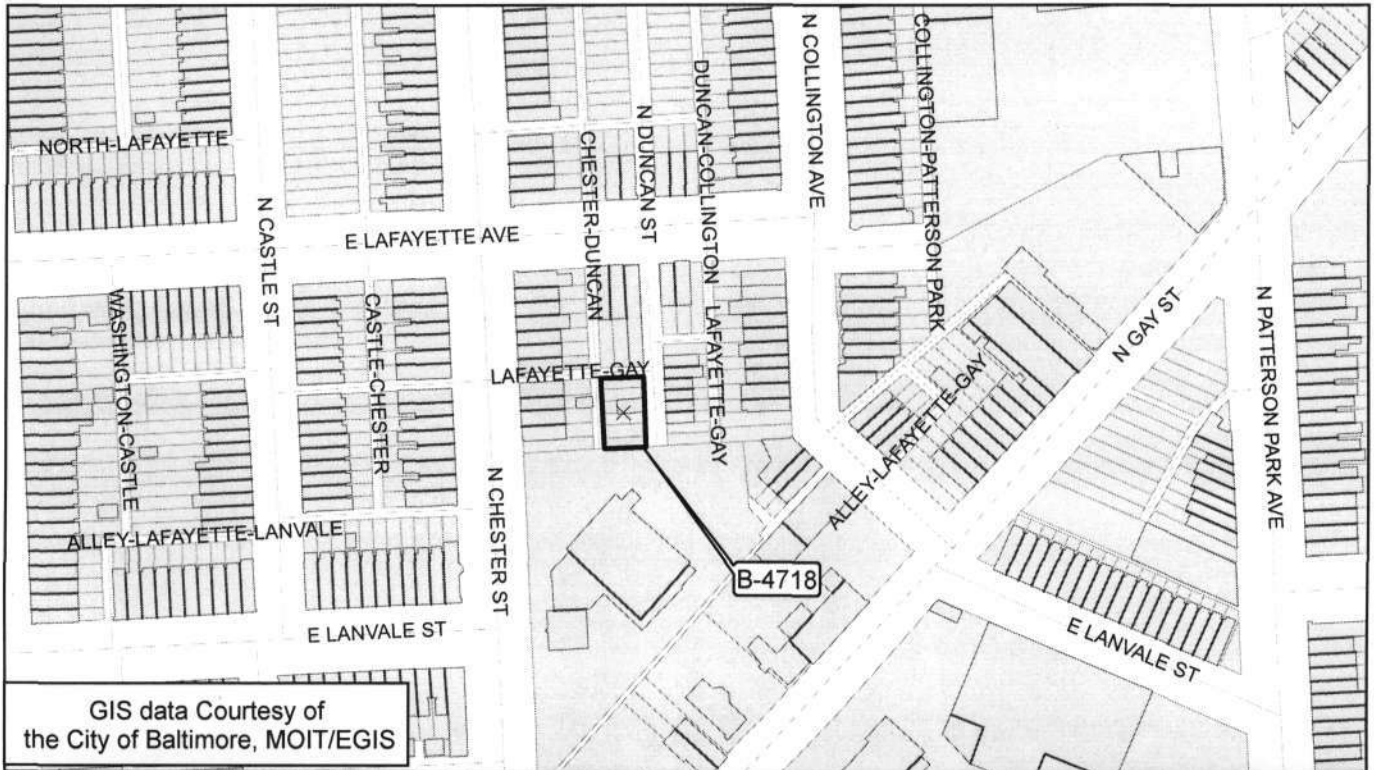 N COLLINGTON AVE
COLLINGTON-PATTERSON PARK
DUNCAN-COLLINGTON
N DUNCAN ST
CHESTER-DUNCAN
NORTH-LAFAYETTE
N CASTLE ST
E LAFAYETTE AVE
WASHINGTON-CASTLE
CASTLE-CHESTER
LAFAYETTE-GAY
LAFAYETTE-GAY
N GAY ST
N PATTERSON PARK AVE
ALLEY-LAFAYETTE-GAY
N CHESTER ST
ALLEY-LAFAYETTE-LANVALE
B-4718
E LANVALE ST
E LANVALE ST
GIS data Courtesy of
the City of Baltimore, MOIT/EGIS